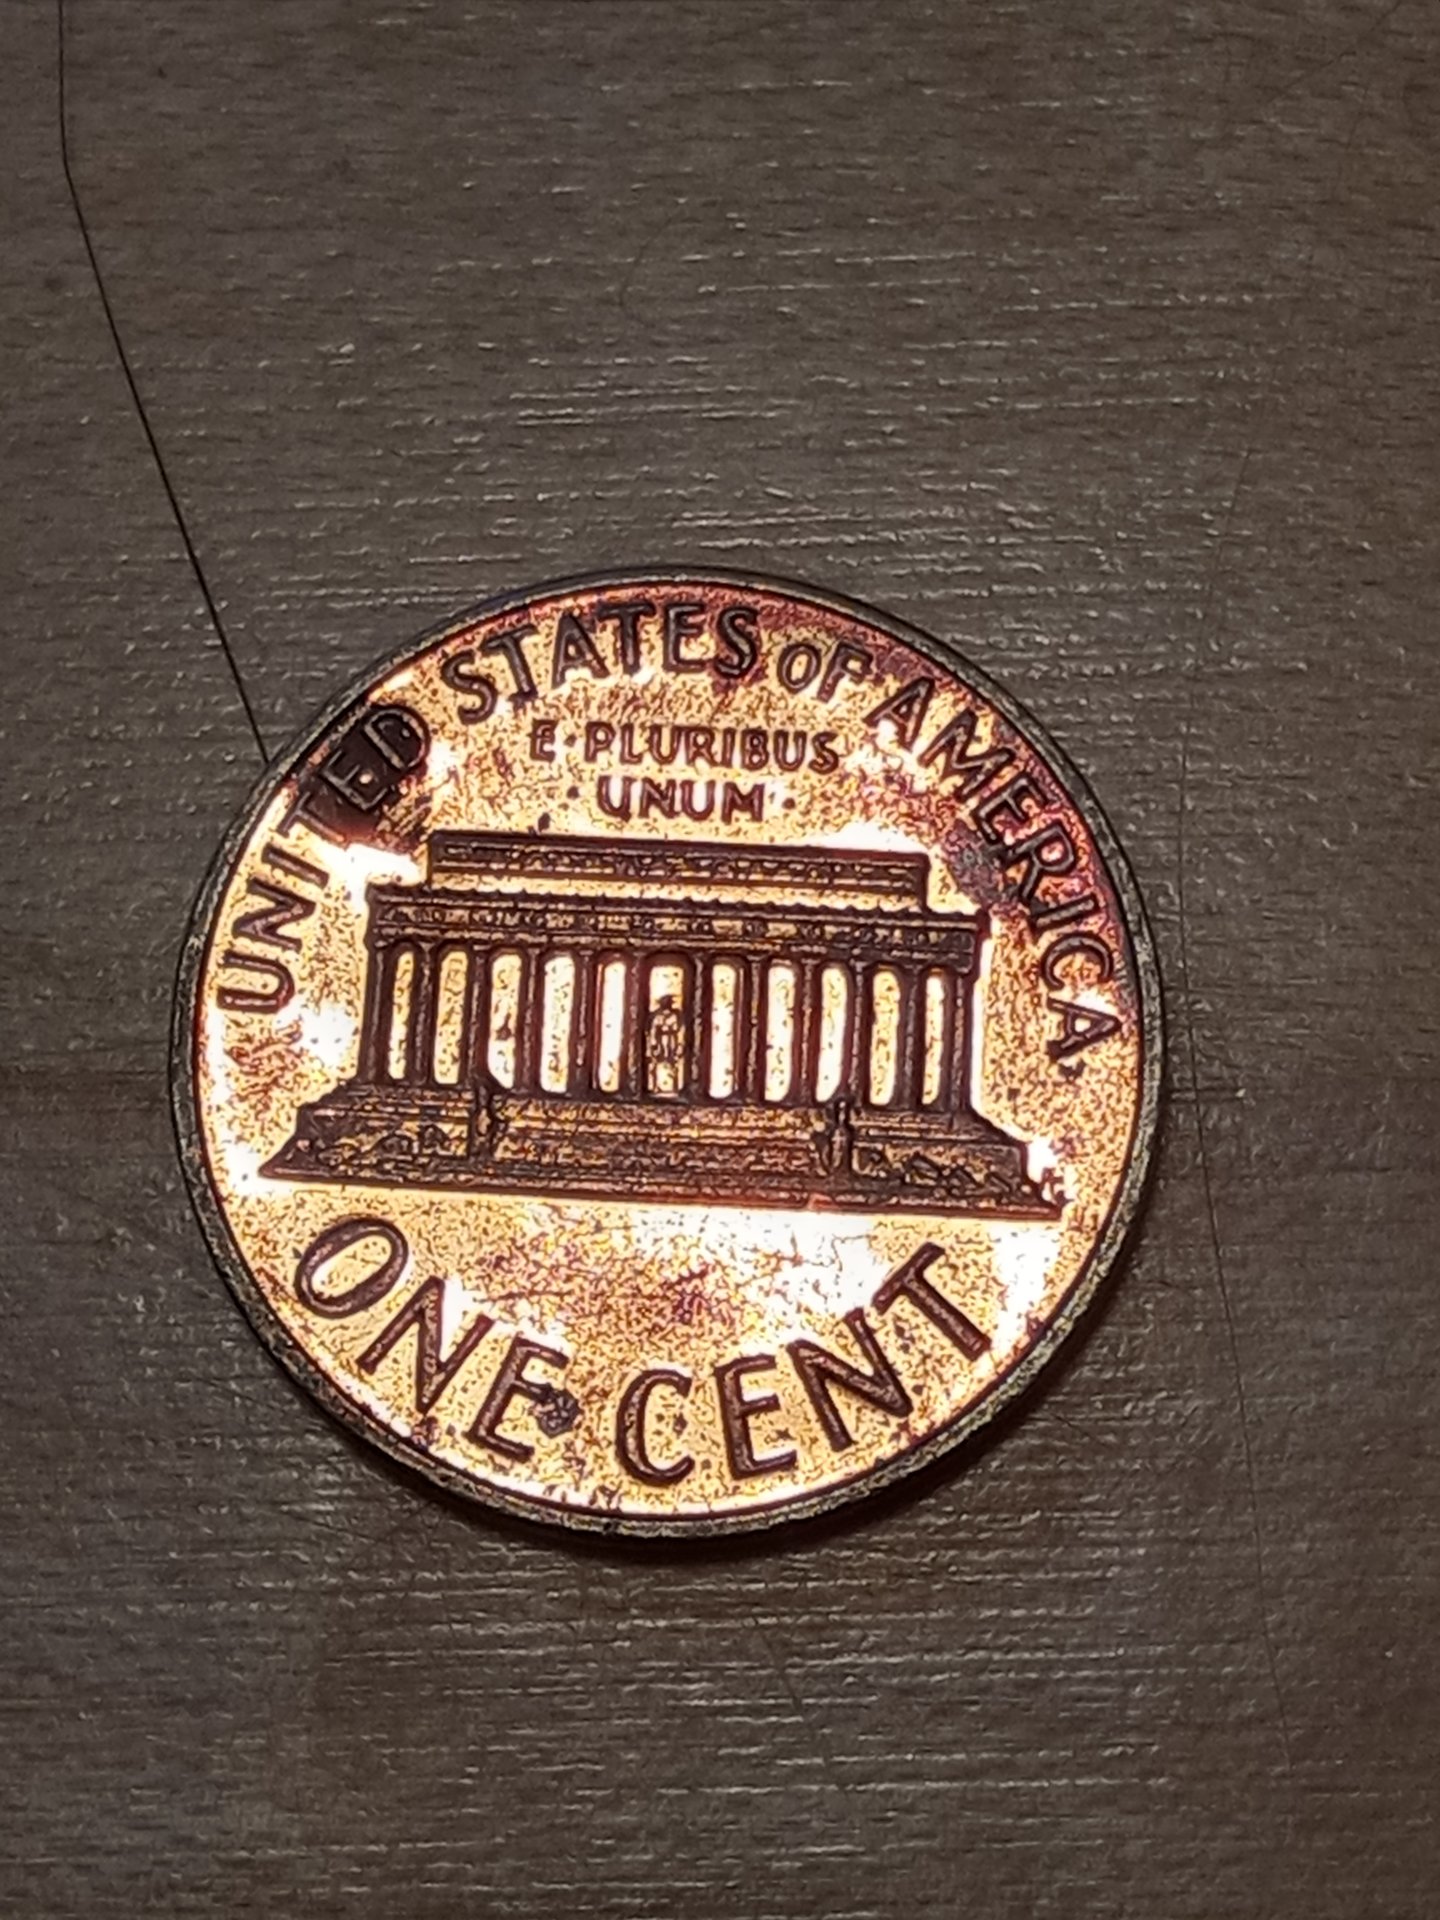 UNITED STATES OF AMERICA
E·PLURIBUS
·UNUM·
ONE CENT